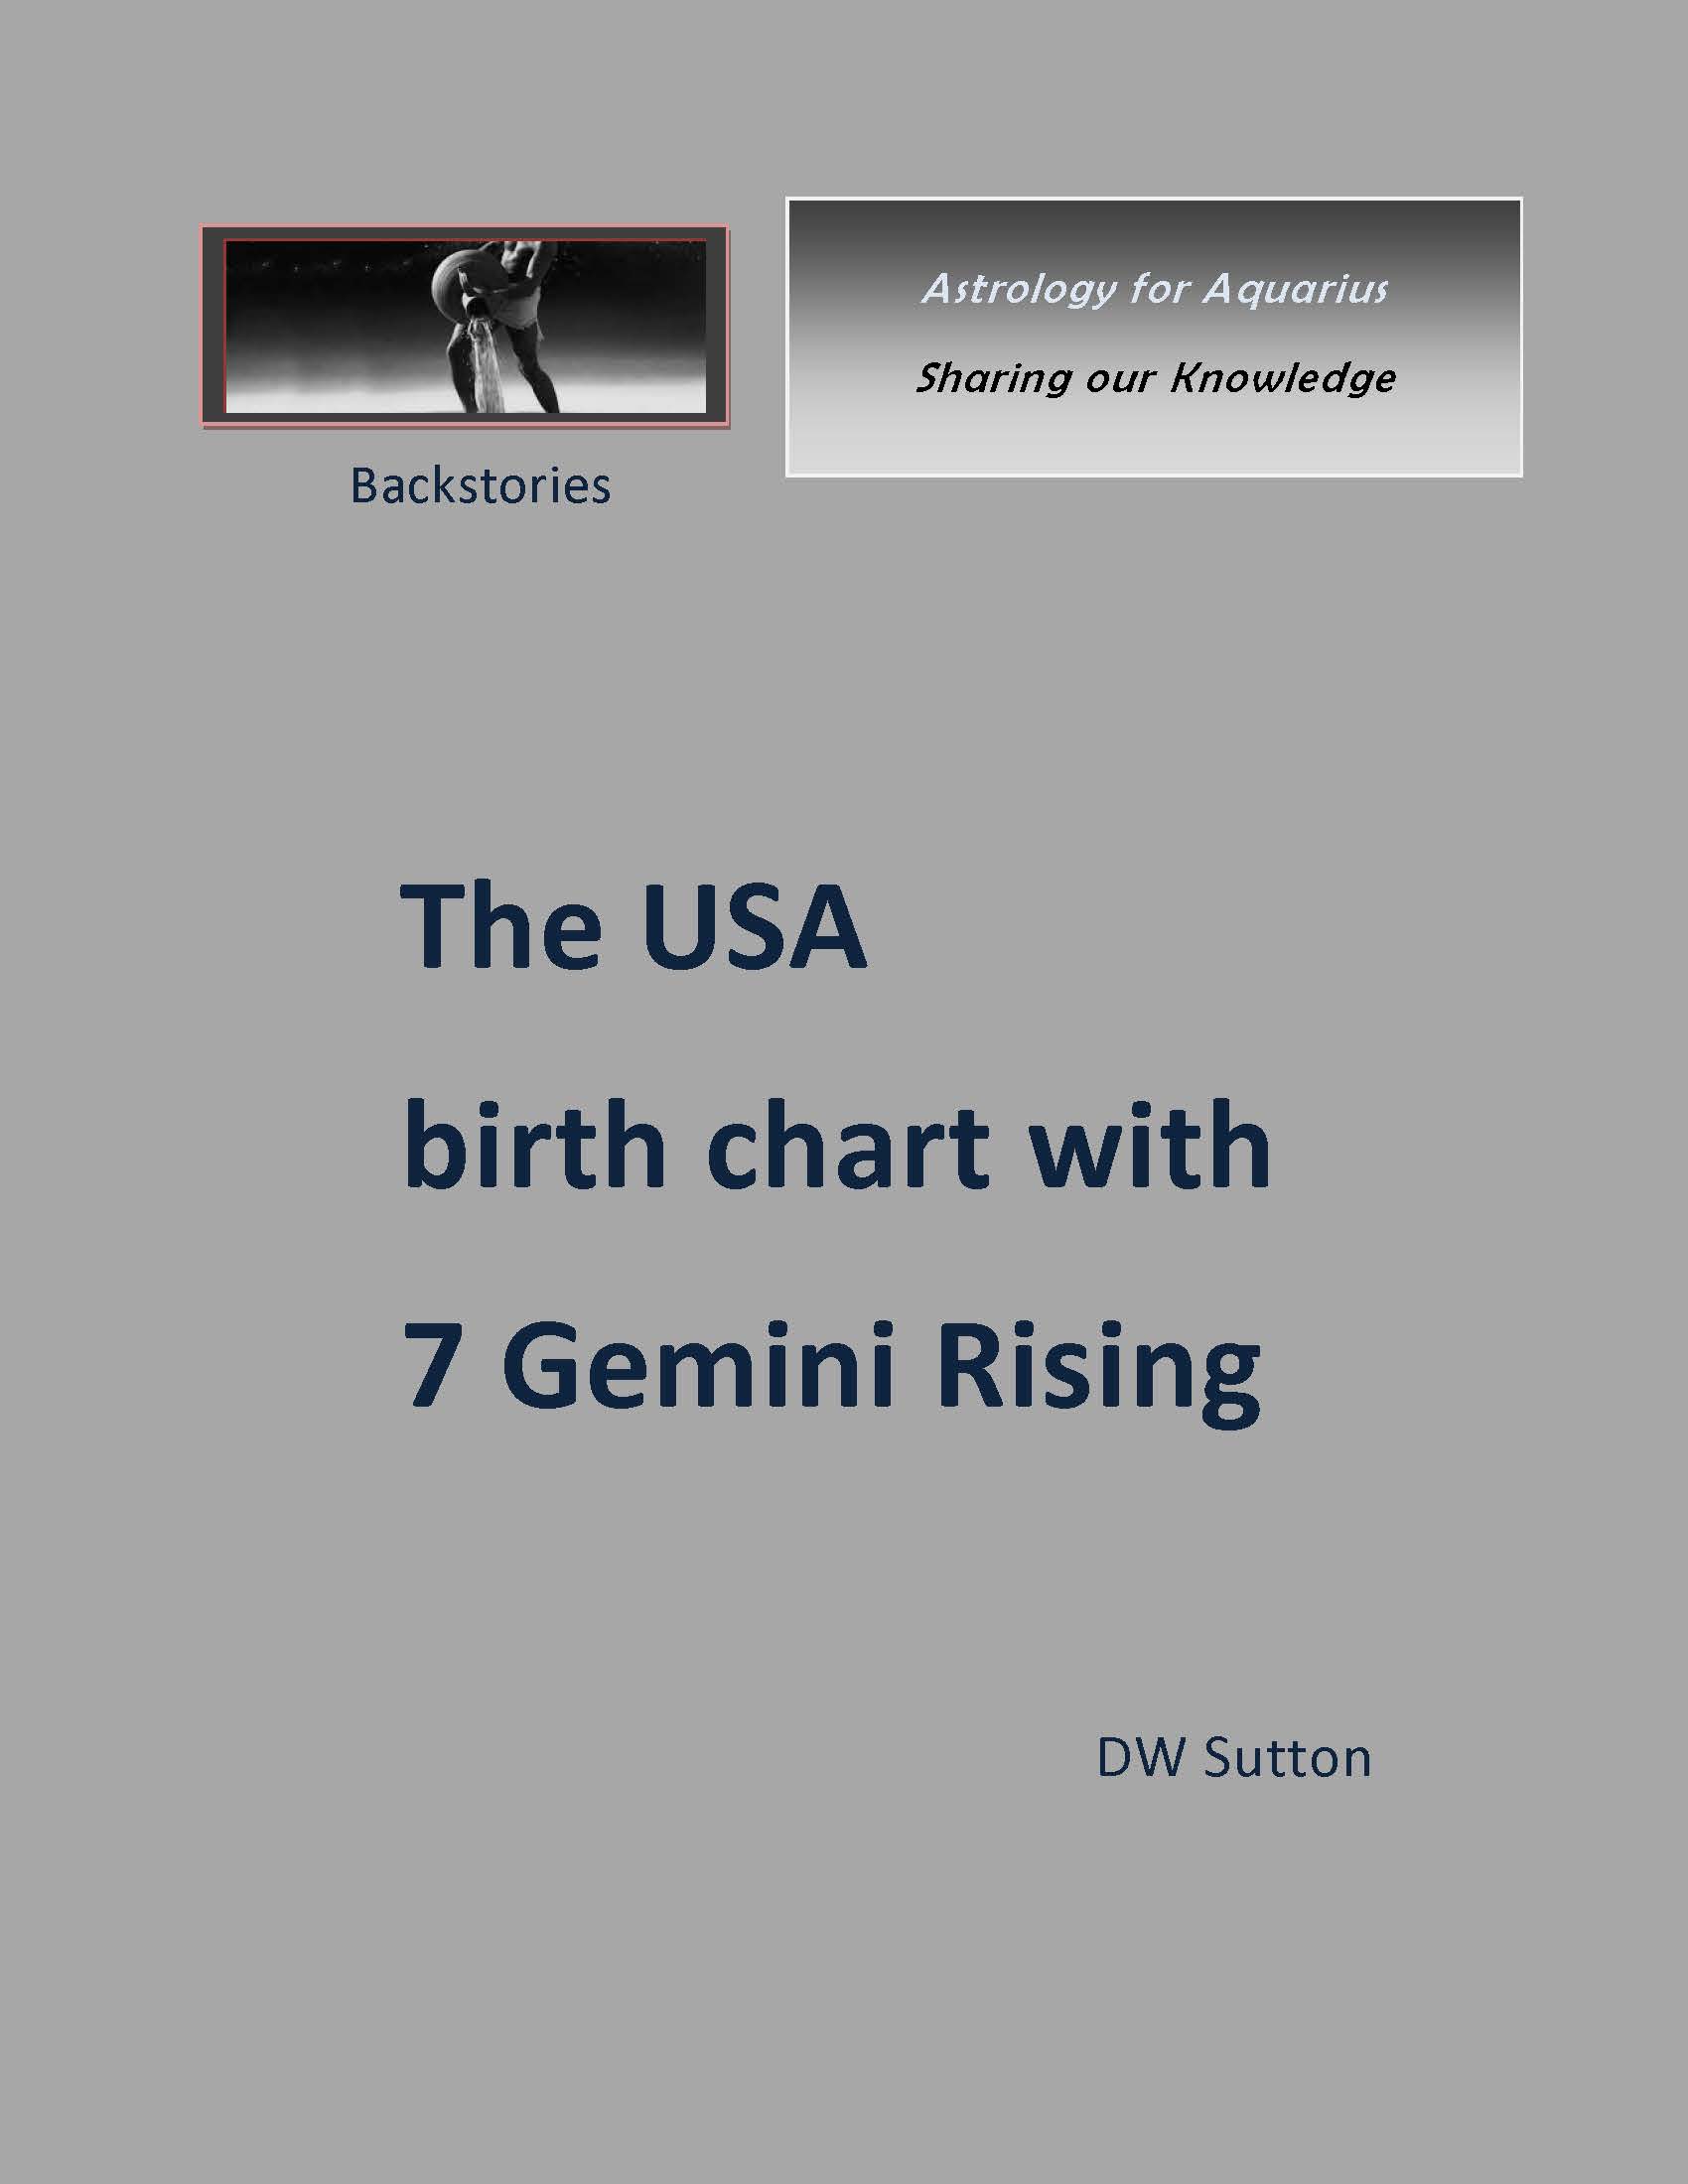 Astrology for Aquarius
Sharing our Knowledge
Backstories
The USA
birth chart with
7 Gemini Rising
DW Sutton